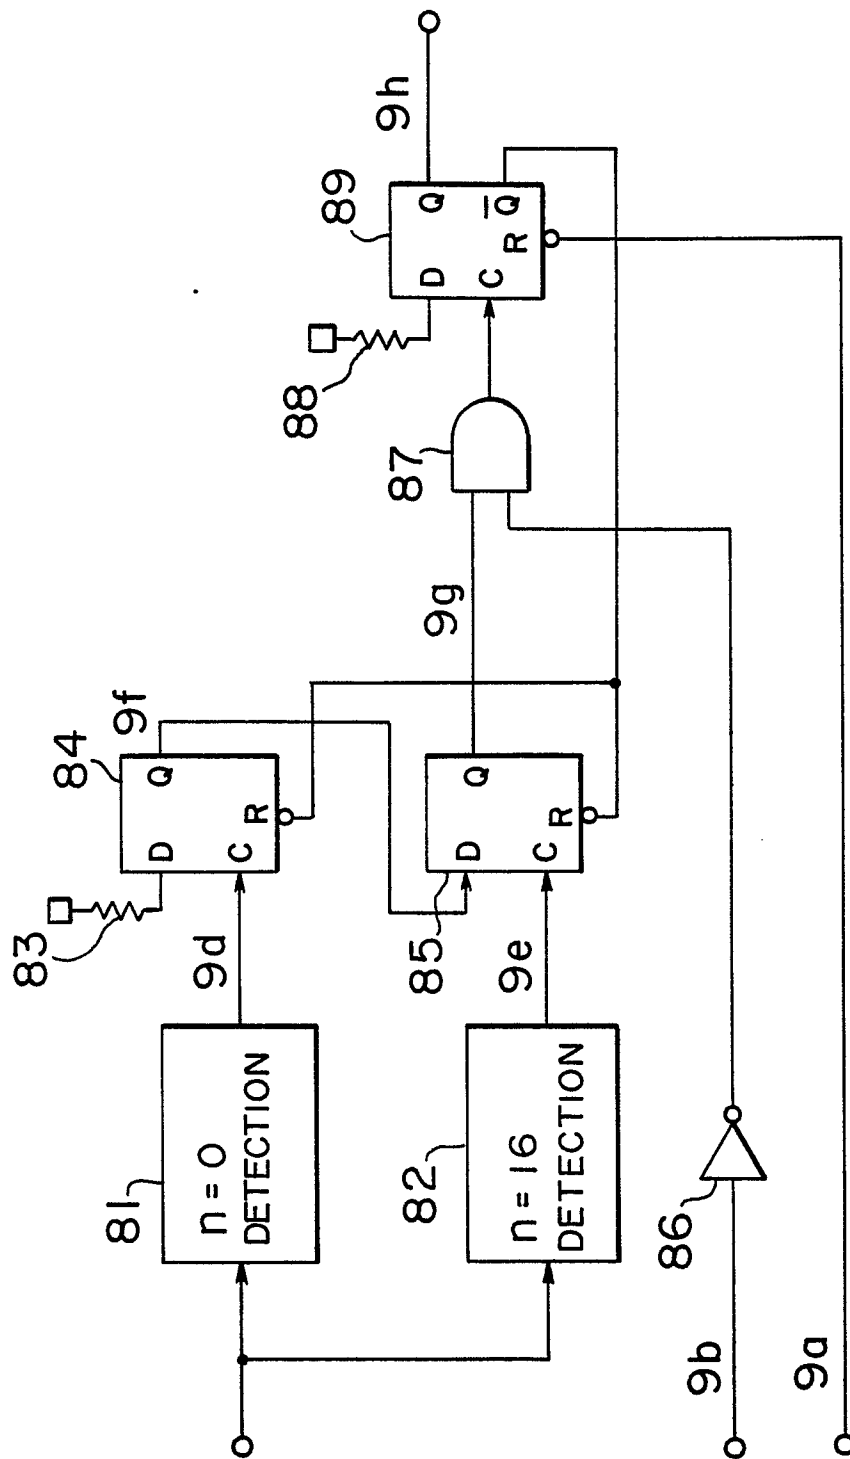 81
n = 0
DETECTION
82
n = 16
DETECTION
9d
9e
83
84
D
Q
C
R
9f
85
D
Q
C
R
9g
86
9b
9a
87
88
89
D
Q
C
Q̅
R
9h